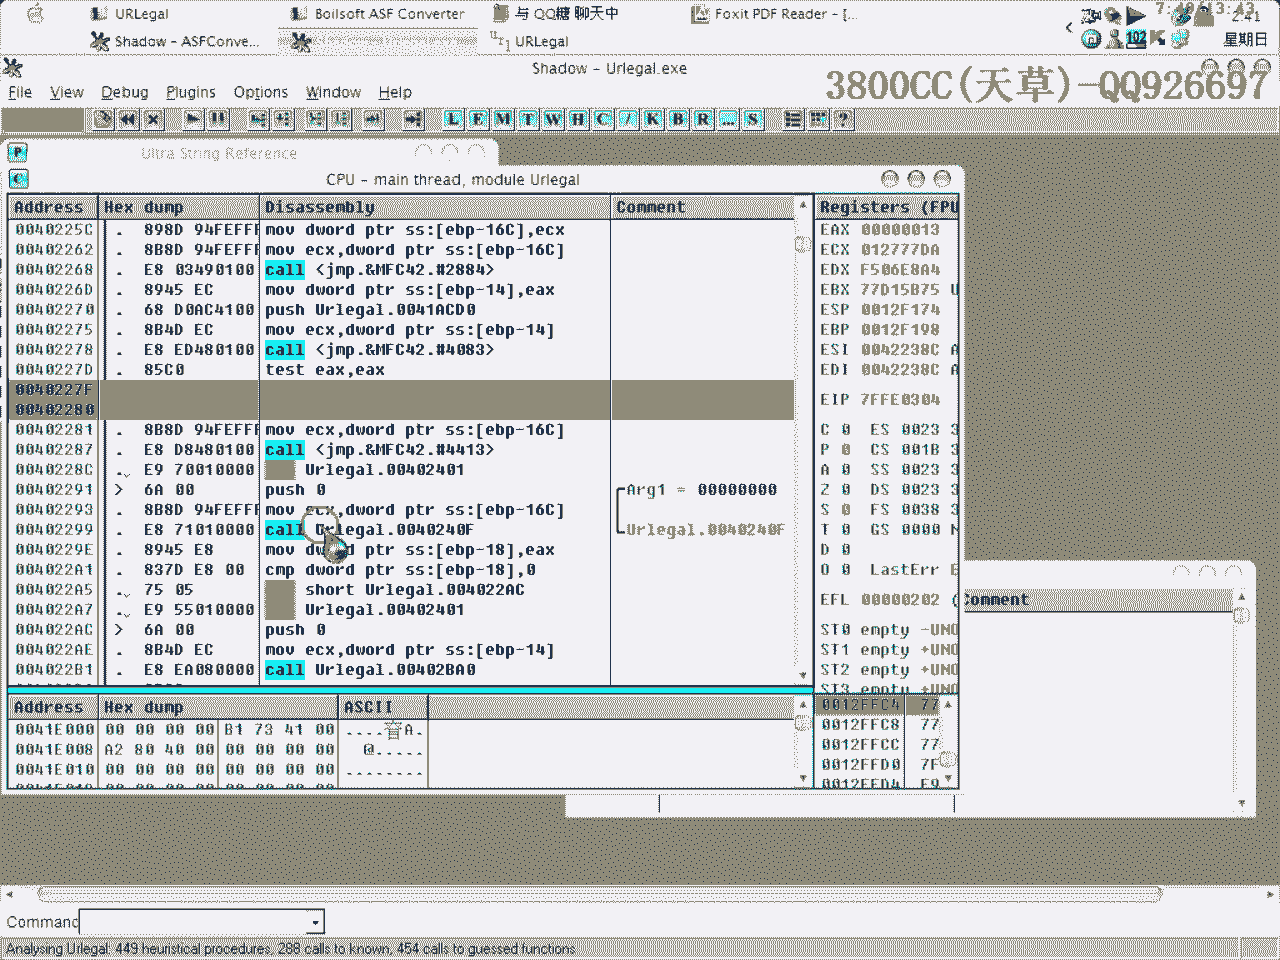 URLegal
Boilsoft ASF Converter
与 QQ糖 聊天中
Foxit PDF Reader - [...
Shadow - ASFConve...
URLegal
192
星期日
Shadow - Urlegal.exe
3800CC(天草)-QQ926697
File View Debug Plugins Options Window Help
L E M T W H C / K B R ... S
Ultra String Reference
CPU - main thread, module Urlegal
Address Hex dump Disassembly Comment
0040225C . 898D 94FEFFFF mov dword ptr ss:[ebp-16C],ecx
00402262 . 8B8D 94FEFFFF mov ecx,dword ptr ss:[ebp-16C]
00402268 . E8 03490100 call <jmp.&MFC42.#2884>
0040226D . 8945 EC mov dword ptr ss:[ebp-14],eax
00402270 . 68 D0AC4100 push Urlegal.0041ACD0
00402275 . 8B4D EC mov ecx,dword ptr ss:[ebp-14]
00402278 . E8 ED480100 call <jmp.&MFC42.#4083>
0040227D . 85C0 test eax,eax
0040227F
00402280
00402281 . 8B8D 94FEFFFF mov ecx,dword ptr ss:[ebp-16C]
00402287 . E8 D8480100 call <jmp.&MFC42.#4413>
0040228C . E9 70010000 Urlegal.00402401
00402291 > 6A 00 push 0 Arg1 = 00000000
00402293 . 8B8D 94FEFFFF mov ecx,dword ptr ss:[ebp-16C]
00402299 . E8 71010000 call Urlegal.0040240F Urlegal.0040240F
0040229E . 8945 E8 mov dword ptr ss:[ebp-18],eax
004022A1 . 837D E8 00 cmp dword ptr ss:[ebp-18],0
004022A5 . 75 05 short Urlegal.004022AC
004022A7 . E9 55010000 Urlegal.00402401
004022AC > 6A 00 push 0
004022AE . 8B4D EC mov ecx,dword ptr ss:[ebp-14]
004022B1 . E8 EA080000 call Urlegal.00402BA0
Registers (FPU
EAX 00000013
ECX 012777DA
EDX F506E8A4
EBX 77D15B75 U
ESP 0012F174
EBP 0012F198
ESI 0042238C A
EDI 0042238C A
EIP 7FFE0304
C 0 ES 0023 3
P 0 CS 001B 3
A 0 SS 0023 3
Z 0 DS 0023 3
S 0 FS 0038 3
T 0 GS 0000 N
D 0
O 0 LastErr E
EFL 00000202 (
ST0 empty -UNO
ST1 empty +UNO
ST2 empty +UNO
ST3 empty +UNO
Comment
Address Hex dump ASCII
0041E000 00 00 00 00 B1 73 41 00 ....盲A.
0041E008 A2 80 40 00 00 00 00 00 @.....
0041E010 00 00 00 00 00 00 00 00 ........
0012FFC4 77
0012FFC8 77
0012FFCC 77
0012FFD0 7F
0012FFD4 E9
Command
Analysing Urlegal: 449 heuristical procedures, 288 calls to known, 454 calls to guessed functions